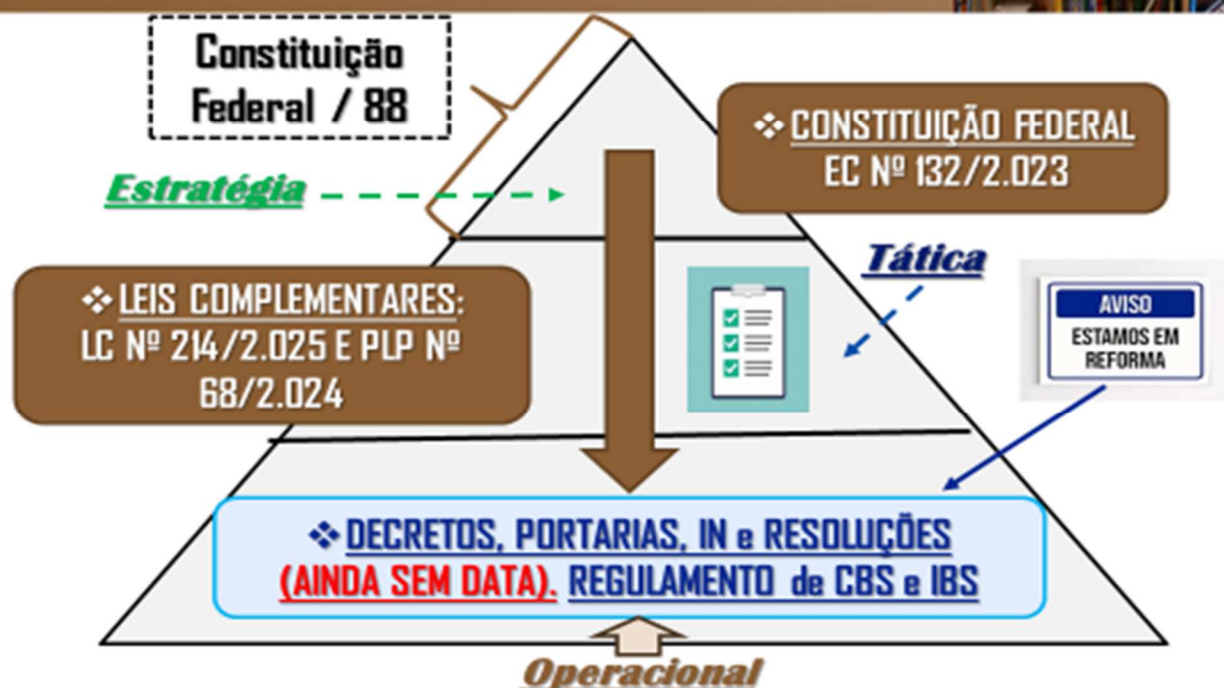 Constituição
Federal / 88
❖ CONSTITUIÇÃO FEDERAL
EC Nº 132/2.023
Estratégia
Tática
❖ LEIS COMPLEMENTARES:
LC Nº 214/2.025 E PLP Nº
68/2.024
AVISO
ESTAMOS EM
REFORMA
❖ DECRETOS, PORTARIAS, IN e RESOLUÇÕES
(AINDA SEM DATA). REGULAMENTO de CBS e IBS
Operacional